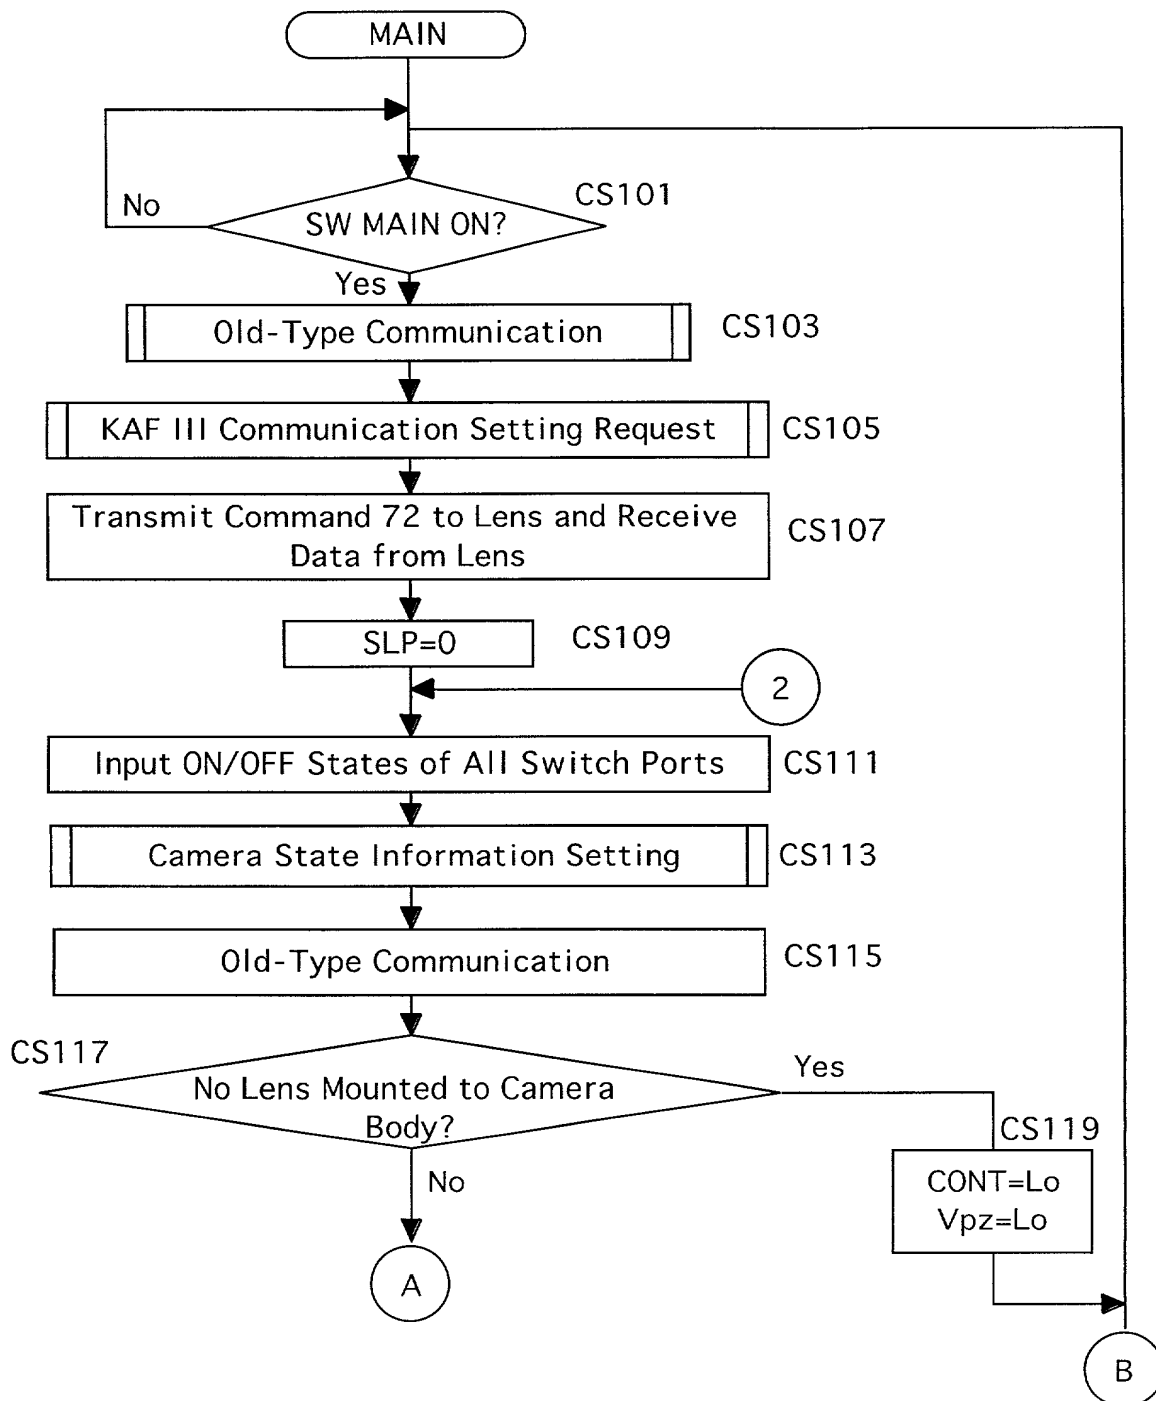 MAIN
CS101
No
SW MAIN ON?
Yes
Old-Type Communication
CS103
KAF III Communication Setting Request
CS105
Transmit Command 72 to Lens and Receive
Data from Lens
CS107
SLP=0
CS109
2
Input ON/OFF States of All Switch Ports
CS111
Camera State Information Setting
CS113
Old-Type Communication
CS115
CS117
No Lens Mounted to Camera
Body?
Yes
CS119
CONT=Lo
Vpz=Lo
No
A
B